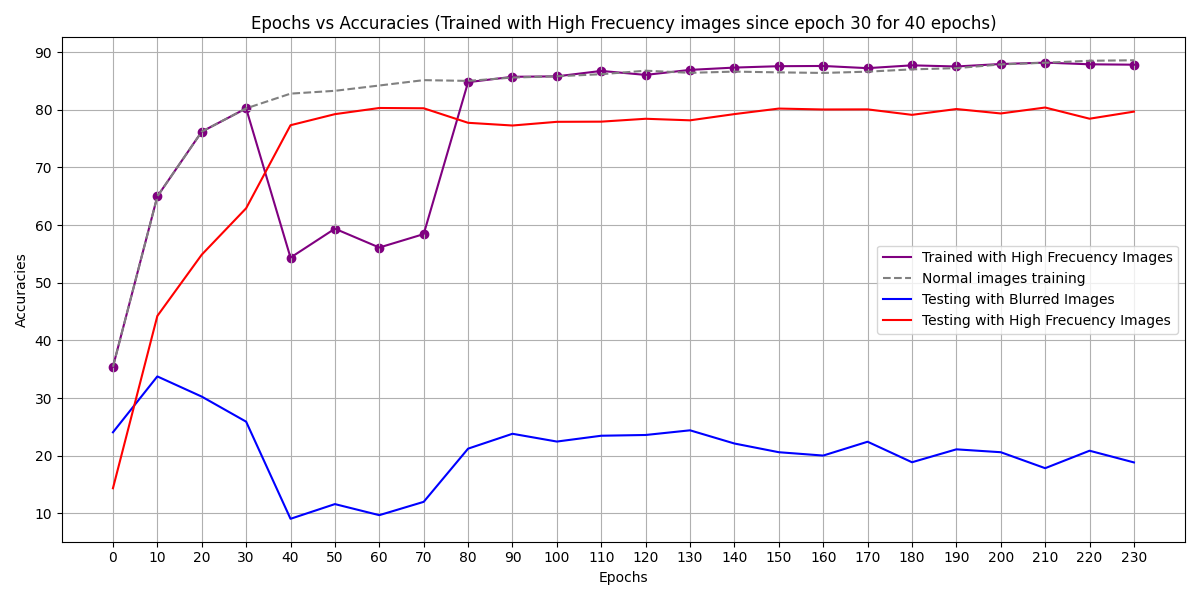 Epochs vs Accuracies (Trained with High Frecuency images since epoch 30 for 40 epochs)
90
80
70
60
50
40
30
20
10
Accuracies
Trained with High Frecuency Images
Normal images training
Testing with Blurred Images
Testing with High Frecuency Images
0 10 20 30 40 50 60 70 80 90 100 110 120 130 140 150 160 170 180 190 200 210 220 230
Epochs